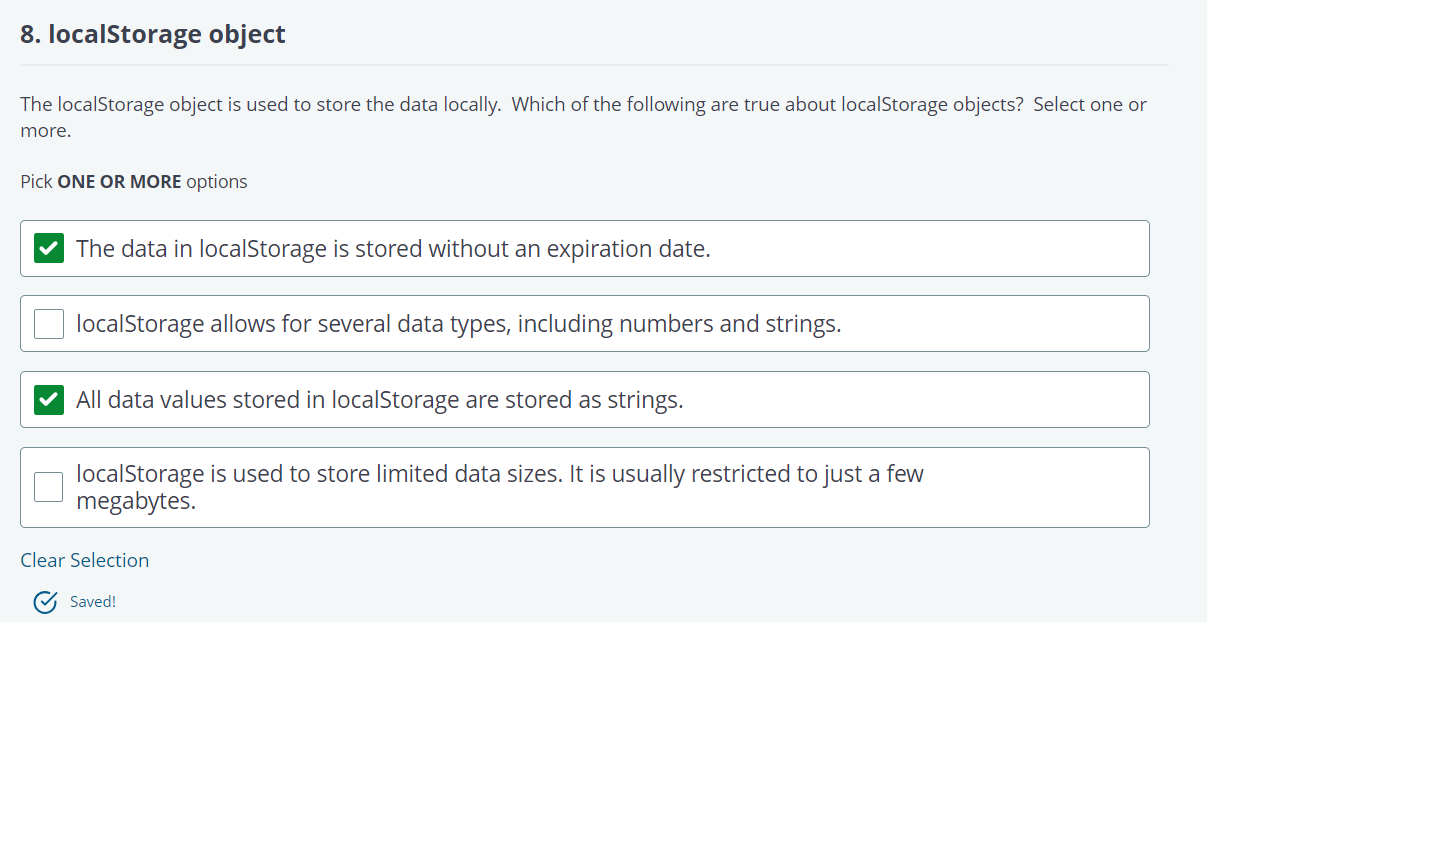 8. localStorage object
The localStorage object is used to store the data locally.  Which of the following are true about localStorage objects?  Select one or
more.
Pick ONE OR MORE options
The data in localStorage is stored without an expiration date.
localStorage allows for several data types, including numbers and strings.
All data values stored in localStorage are stored as strings.
localStorage is used to store limited data sizes. It is usually restricted to just a few
megabytes.
Clear Selection
Saved!